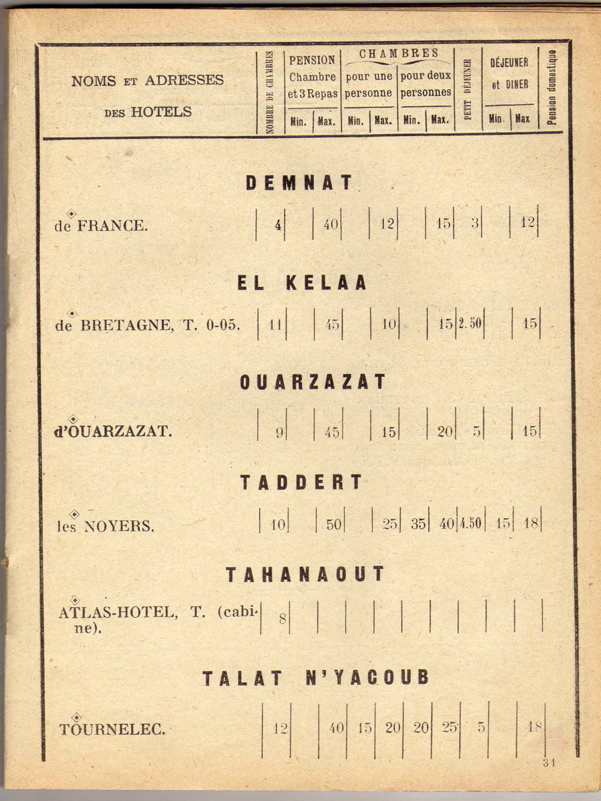 NOMS ET ADRESSES
DES HOTELS
NOMBRE DE CHAMBRES
PENSION
Chambre
et 3 Repas
Min. Max.
CHAMBRES
pour une
personne
Min. Max.
pour deux
personnes
Min. Max.
PETIT DÉJEUNER
DÉJEUNER
et DINER
Min. Max
Pension domestique
DEMNAT
de FRANCE. 4 40 12 15 3 12
EL KELAA
de BRETAGNE, T. 0-05. 11 45 10 15 2.50 15
OUARZAZAT
d'OUARZAZAT. 9 45 15 20 5 15
TADDERT
les NOYERS. 10 50 25 35 40 4.50 15 18
TAHANAOUT
ATLAS-HOTEL, T. (cabi- 8
ne).
TALAT N'YACOUB
TOURNELEC. 12 40 15 20 20 25 5 18
31